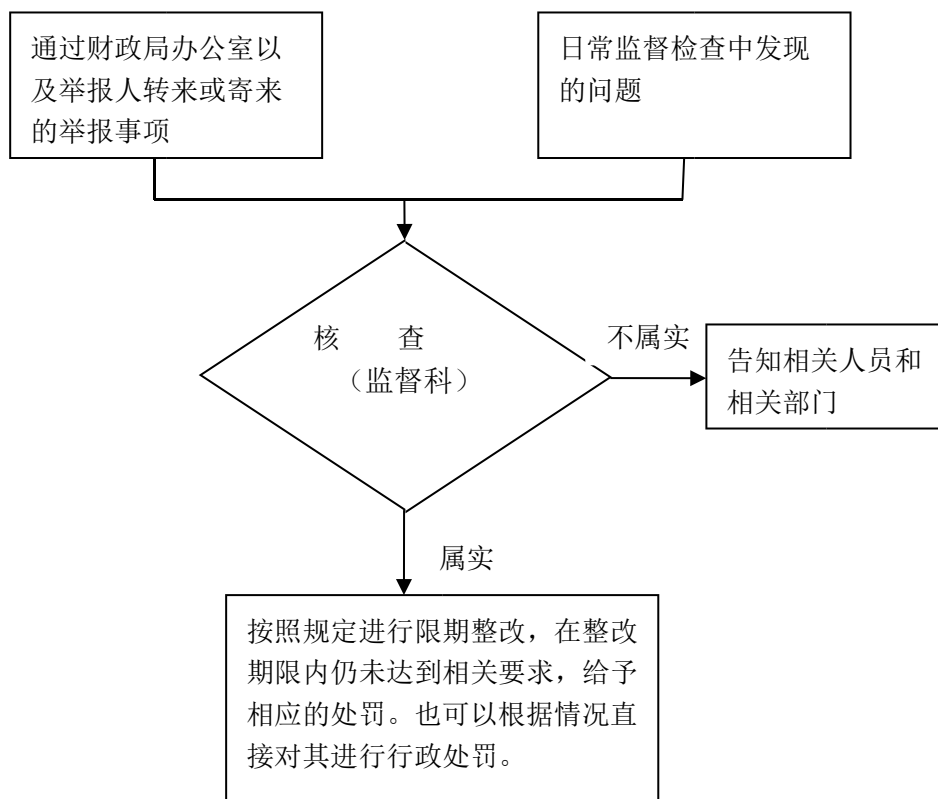 通过财政局办公室以
及举报人转来或寄来
的举报事项
日常监督检查中发现
的问题
核 查
（监督科）
不属实
告知相关人员和
相关部门
属实
按照规定进行限期整改，在整改
期限内仍未达到相关要求，给予
相应的处罚。也可以根据情况直
接对其进行行政处罚。